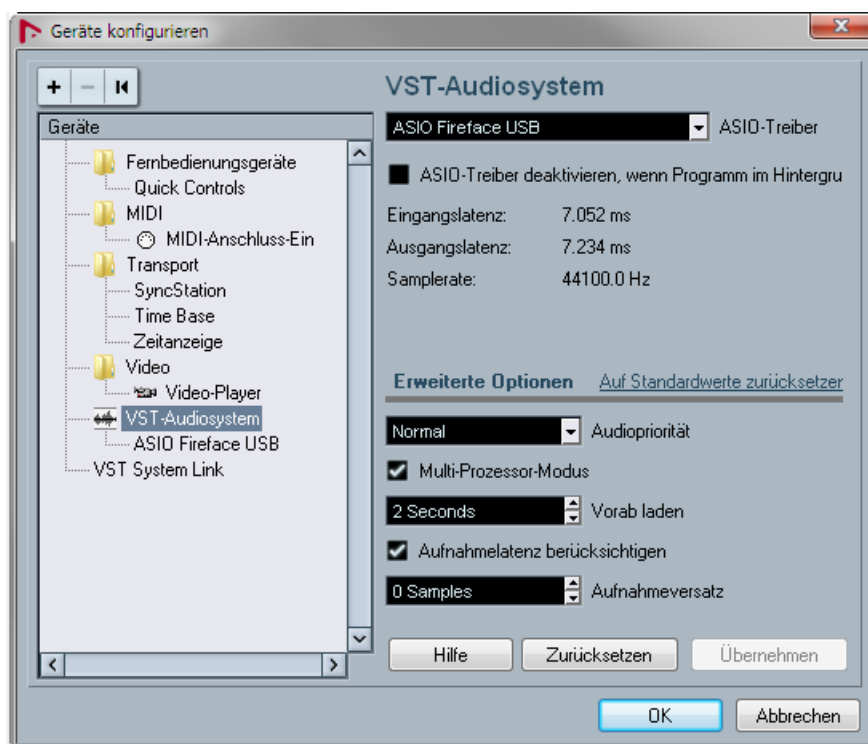 Geräte konfigurieren
Geräte
Fernbedienungsgeräte
Quick Controls
MIDI
MIDI-Anschluss-Ein
Transport
SyncStation
Time Base
Zeitanzeige
Video
Video-Player
VST-Audiosystem
ASIO Fireface USB
VST System Link
VST-Audiosystem
ASIO Fireface USB ASIO-Treiber
ASIO-Treiber deaktivieren, wenn Programm im Hintergru
Eingangslatenz: 7.052 ms
Ausgangslatenz: 7.234 ms
Samplerate: 44100.0 Hz
Erweiterte Optionen Auf Standardwerte zurücksetzer
Normal Audiopriorität
Multi-Prozessor-Modus
2 Seconds Vorab laden
Aufnahmelatenz berücksichtigen
0 Samples Aufnahmeversatz
Hilfe Zurücksetzen Übernehmen
OK Abbrechen